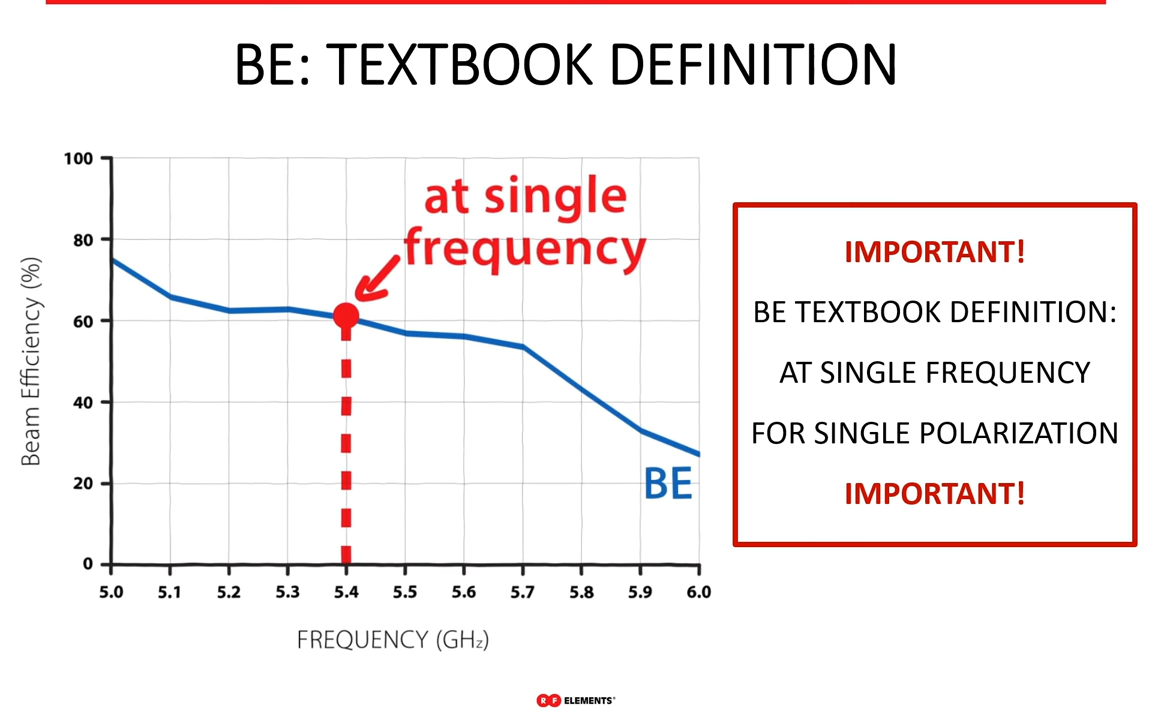 BE: TEXTBOOK DEFINITION
100
80
60
40
20
0
Beam Efficiency (%)
at single
frequency
BE
5.0 5.1 5.2 5.3 5.4 5.5 5.6 5.7 5.8 5.9 6.0
FREQUENCY (GHz)
IMPORTANT!
BE TEXTBOOK DEFINITION:
AT SINGLE FREQUENCY
FOR SINGLE POLARIZATION
IMPORTANT!
RF ELEMENTS